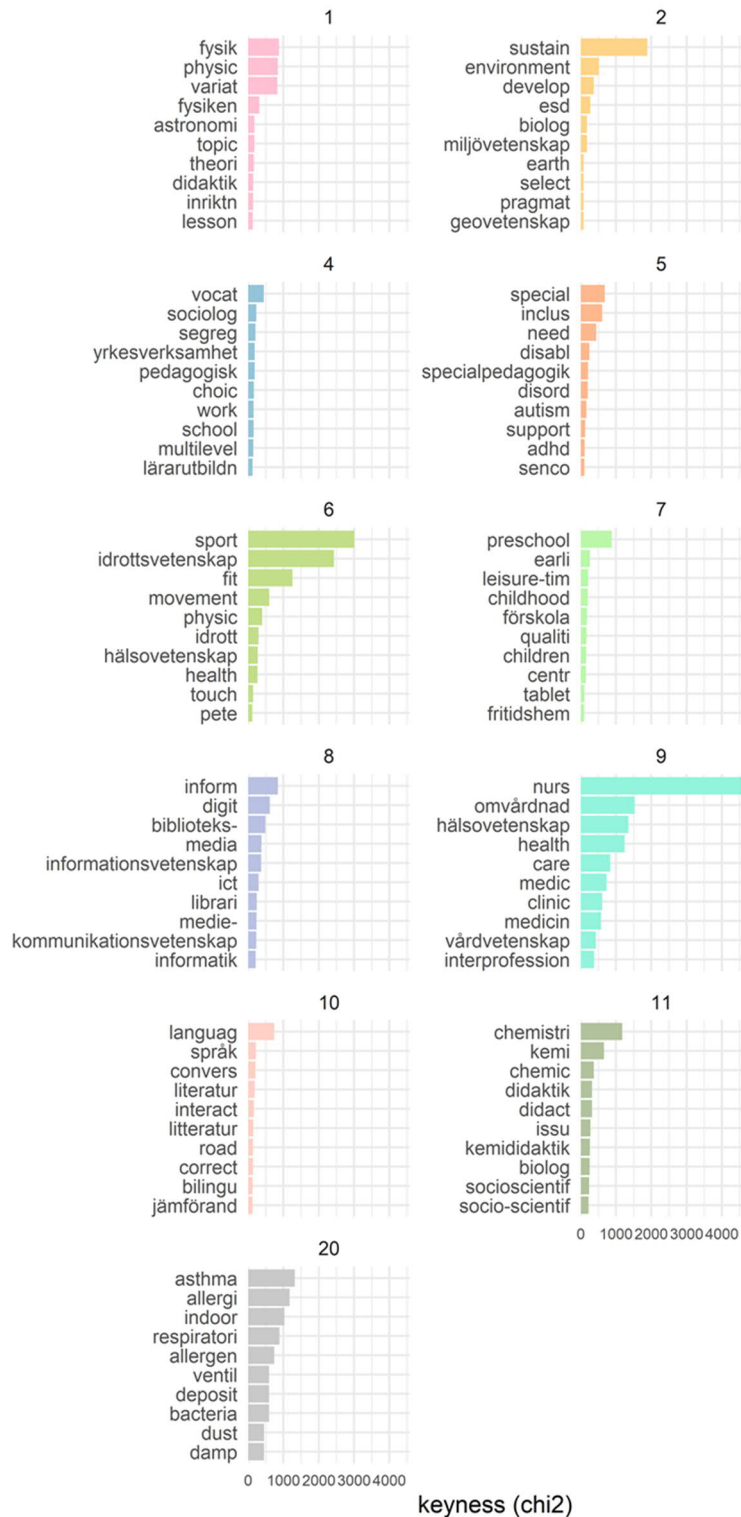 1
fysik
physic
variat
fysiken
astronomi
topic
theori
didaktik
inriktn
lesson
2
sustain
environment
develop
esd
biolog
miljövetenskap
earth
select
pragmat
geovetenskap
4
vocat
sociolog
segreg
yrkesverksamhet
pedagogisk
choic
work
school
multilevel
lärarutbildn
5
special
inclus
need
disabl
specialpedagogik
disord
autism
support
adhd
senco
6
sport
idrottsvetenskap
fit
movement
physic
idrott
hälsovetenskap
health
touch
pete
7
preschool
earli
leisure-tim
childhood
förskola
qualiti
children
centr
tablet
fritidshem
8
inform
digit
biblioteks-
media
informationsvetenskap
ict
librari
medie-
kommunikationsvetenskap
informatik
9
nurs
omvårdnad
hälsovetenskap
health
care
medic
clinic
medicin
vårdvetenskap
interprofession
10
languag
språk
convers
literatur
interact
litteratur
road
correct
bilingu
jämförand
11
chemistri
kemi
chemic
didaktik
didact
issu
kemididaktik
biolog
socioscientif
socio-scientif
0 1000 2000 3000 4000
20
asthma
allergi
indoor
respiratori
allergen
ventil
deposit
bacteria
dust
damp
0 1000 2000 3000 4000
keyness (chi2)